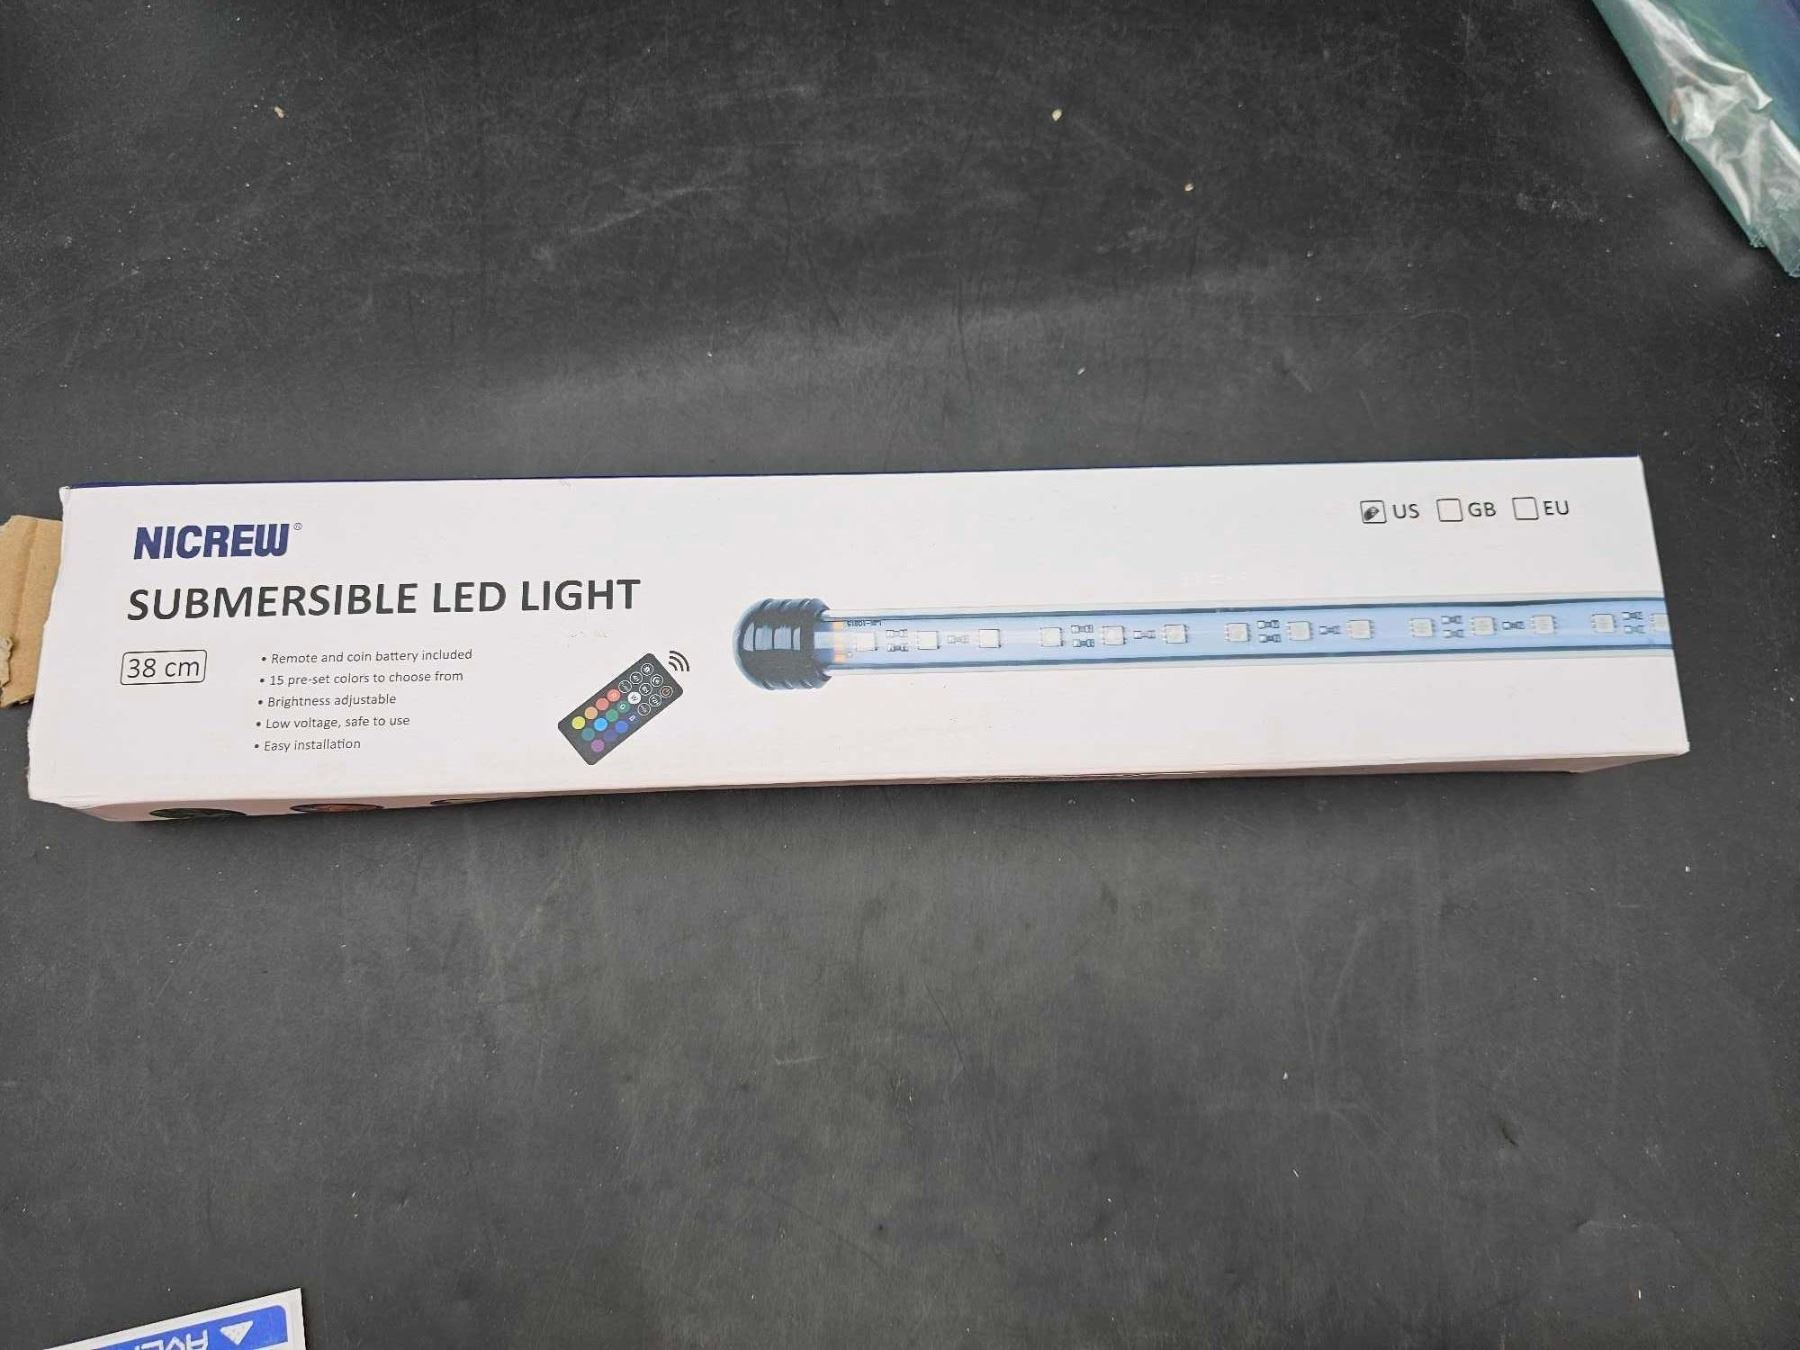 NICREW®
SUBMERSIBLE LED LIGHT
38 cm
• Remote and coin battery included
• 15 pre-set colors to choose from
• Brightness adjustable
• Low voltage, safe to use
• Easy installation
US GB EU